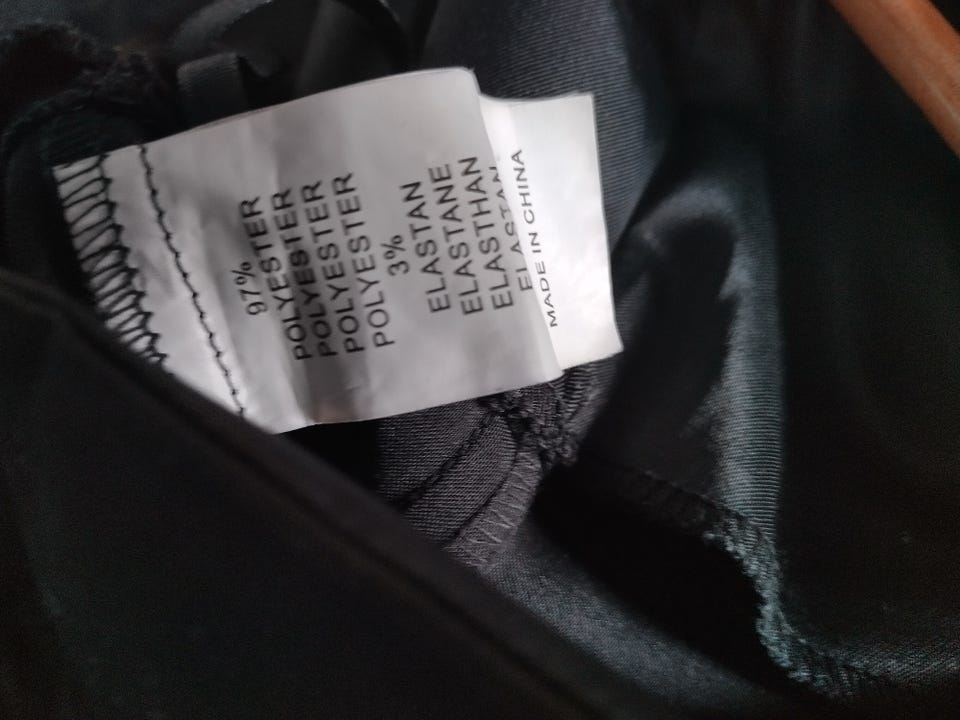 97%
POLYESTER
POLYESTER
POLYESTER
POLYESTER
3%
ELASTAN
ELASTANE
ELASTHAN
MADE IN CHINA